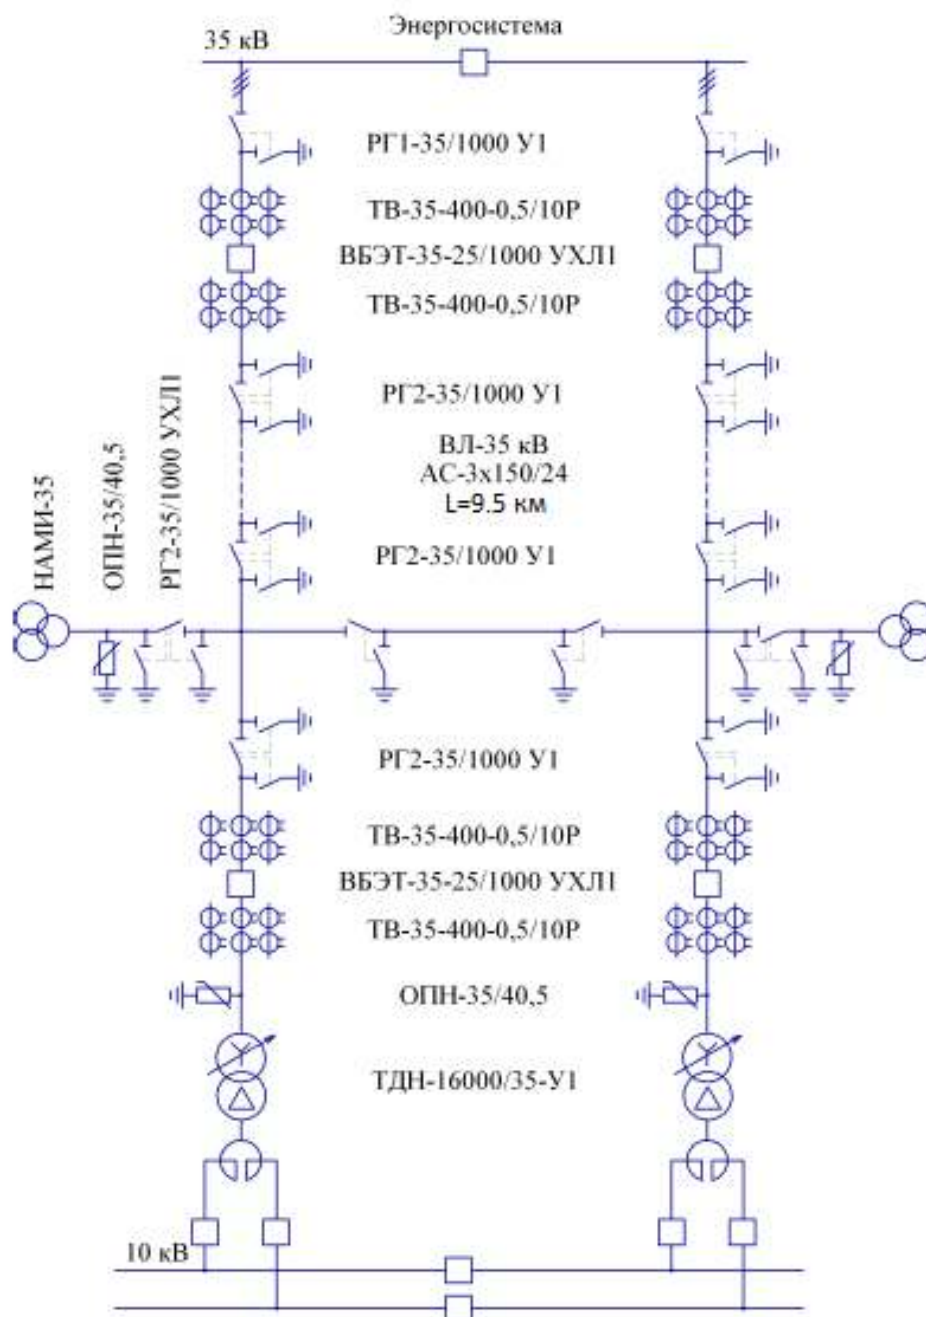 Энергосистема
35 кВ
РГ1-35/1000 У1
ТВ-35-400-0,5/10Р
ВБЭТ-35-25/1000 УХЛ1
ТВ-35-400-0,5/10Р
РГ2-35/1000 У1
ВЛ-35 кВ
АС-3х150/24
L=9.5 км
РГ2-35/1000 У1
НАМИ-35
ОПН-35/40,5
РГ2-35/1000 УХЛ1
РГ2-35/1000 У1
ТВ-35-400-0,5/10Р
ВБЭТ-35-25/1000 УХЛ1
ТВ-35-400-0,5/10Р
ОПН-35/40,5
ТДН-16000/35-У1
10 кВ